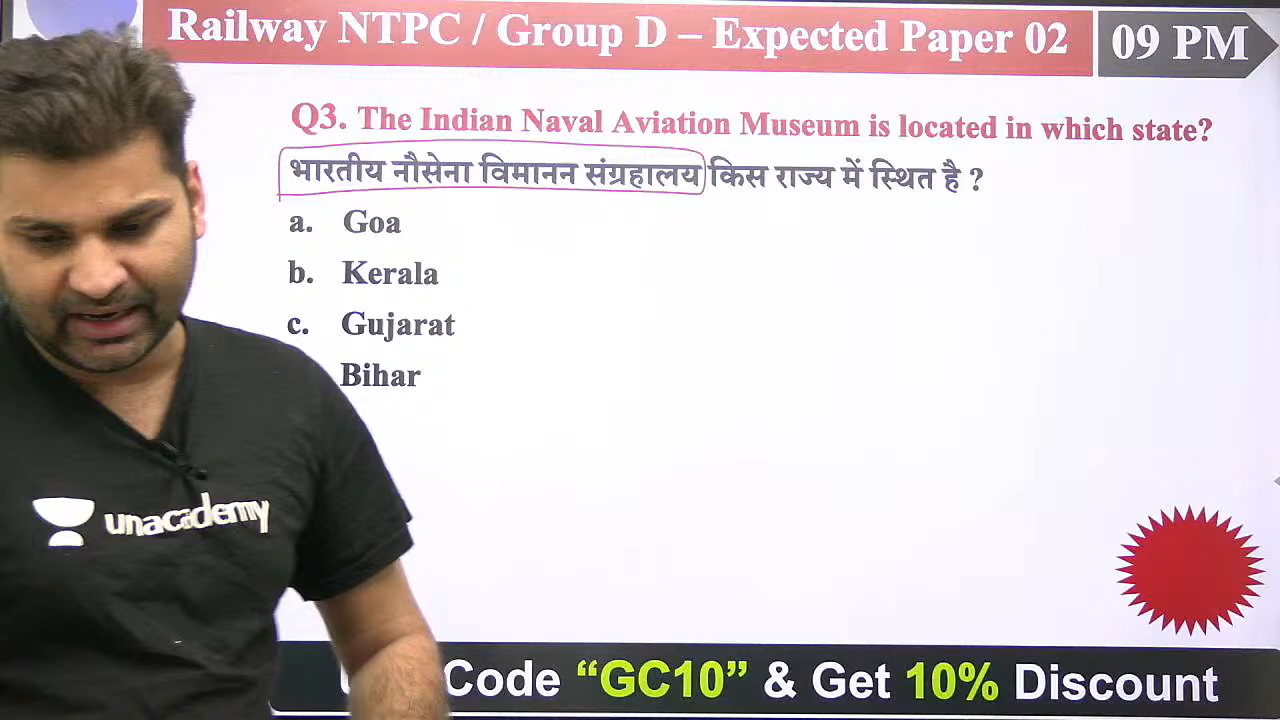 Railway NTPC / Group D – Expected Paper 02
09 PM
Q3. The Indian Naval Aviation Museum is located in which state?
भारतीय नौसेना विमानन संग्रहालय किस राज्य में स्थित है ?
a. Goa
b. Kerala
c. Gujarat
Bihar
unacademy
Code “GC10” & Get 10% Discount